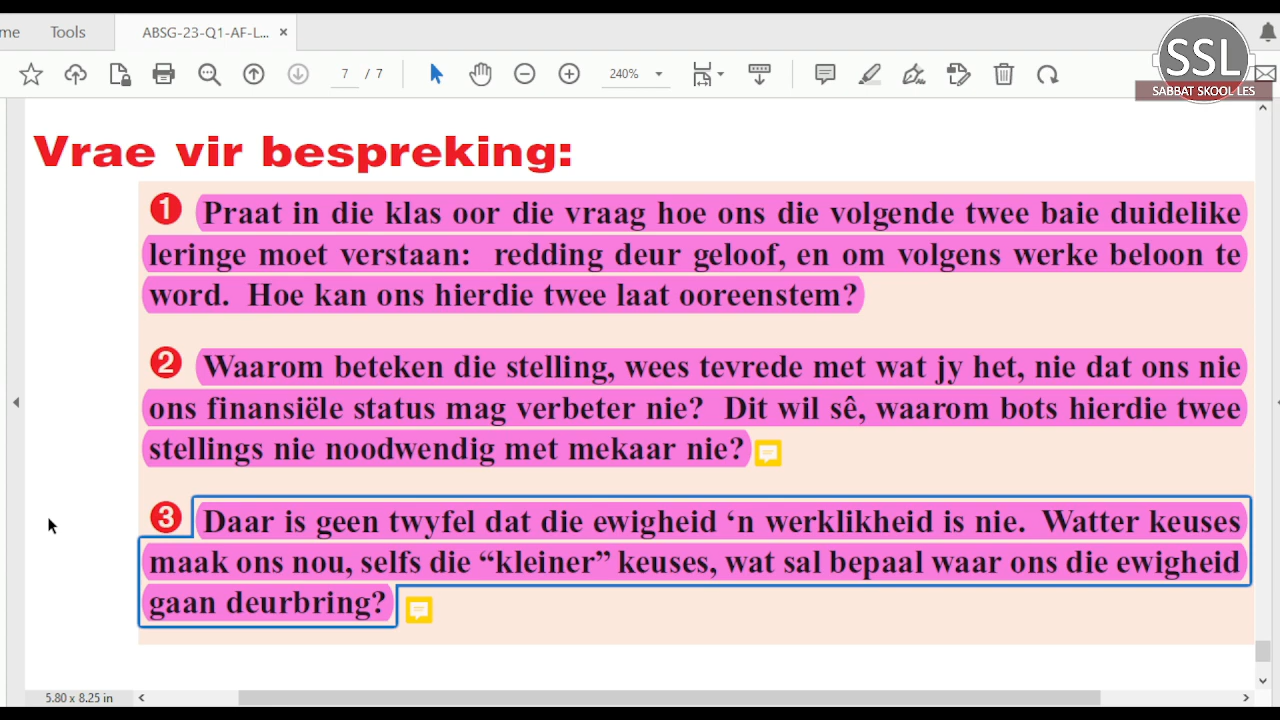 me Tools ABSG-23-Q1-AF-L... ×
SSL
SABBAT SKOOL LES
7 / 7 240%
Vrae vir bespreking:
1 Praat in die klas oor die vraag hoe ons die volgende twee baie duidelike
leringe moet verstaan: redding deur geloof, en om volgens werke beloon te
word. Hoe kan ons hierdie twee laat ooreenstem?
2 Waarom beteken die stelling, wees tevrede met wat jy het, nie dat ons nie
ons finansiële status mag verbeter nie? Dit wil sê, waarom bots hierdie twee
stellings nie noodwendig met mekaar nie?
3 Daar is geen twyfel dat die ewigheid ‘n werklikheid is nie. Watter keuses
maak ons nou, selfs die “kleiner” keuses, wat sal bepaal waar ons die ewigheid
gaan deurbring?
5.80 x 8.25 in